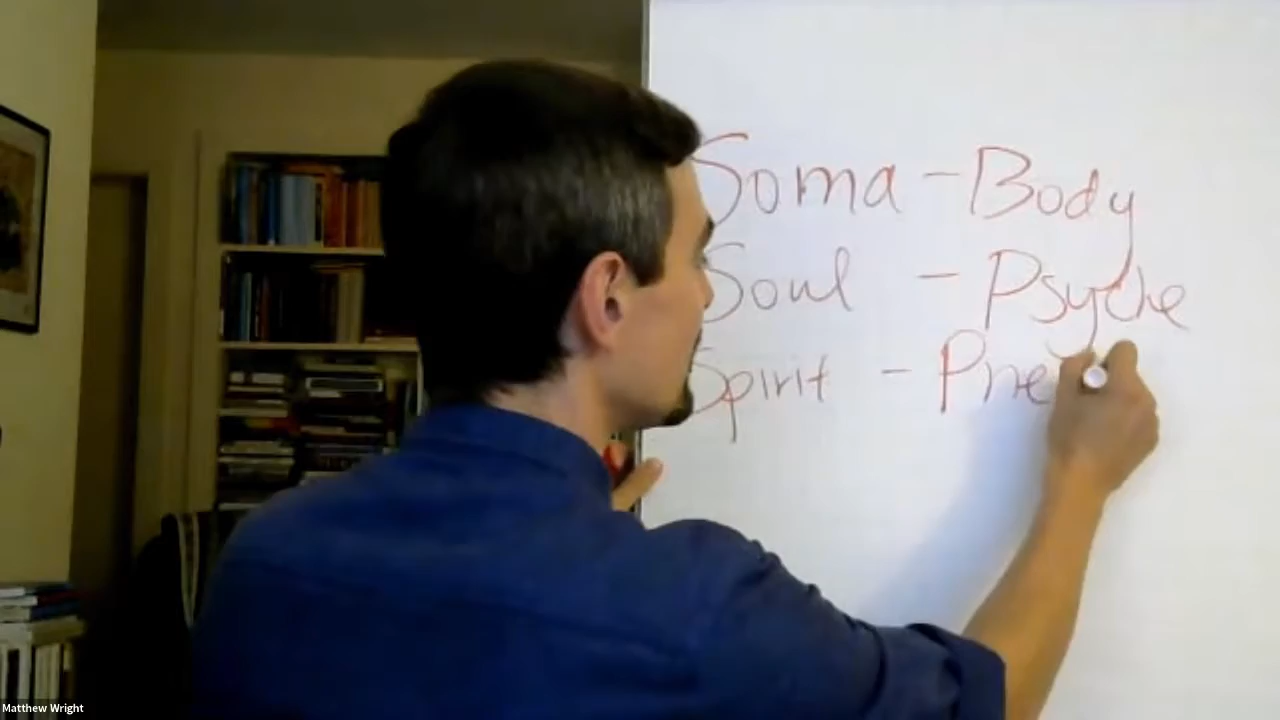 Soma - Body
Soul - Psyche
Spirit - Pne
Matthew Wright